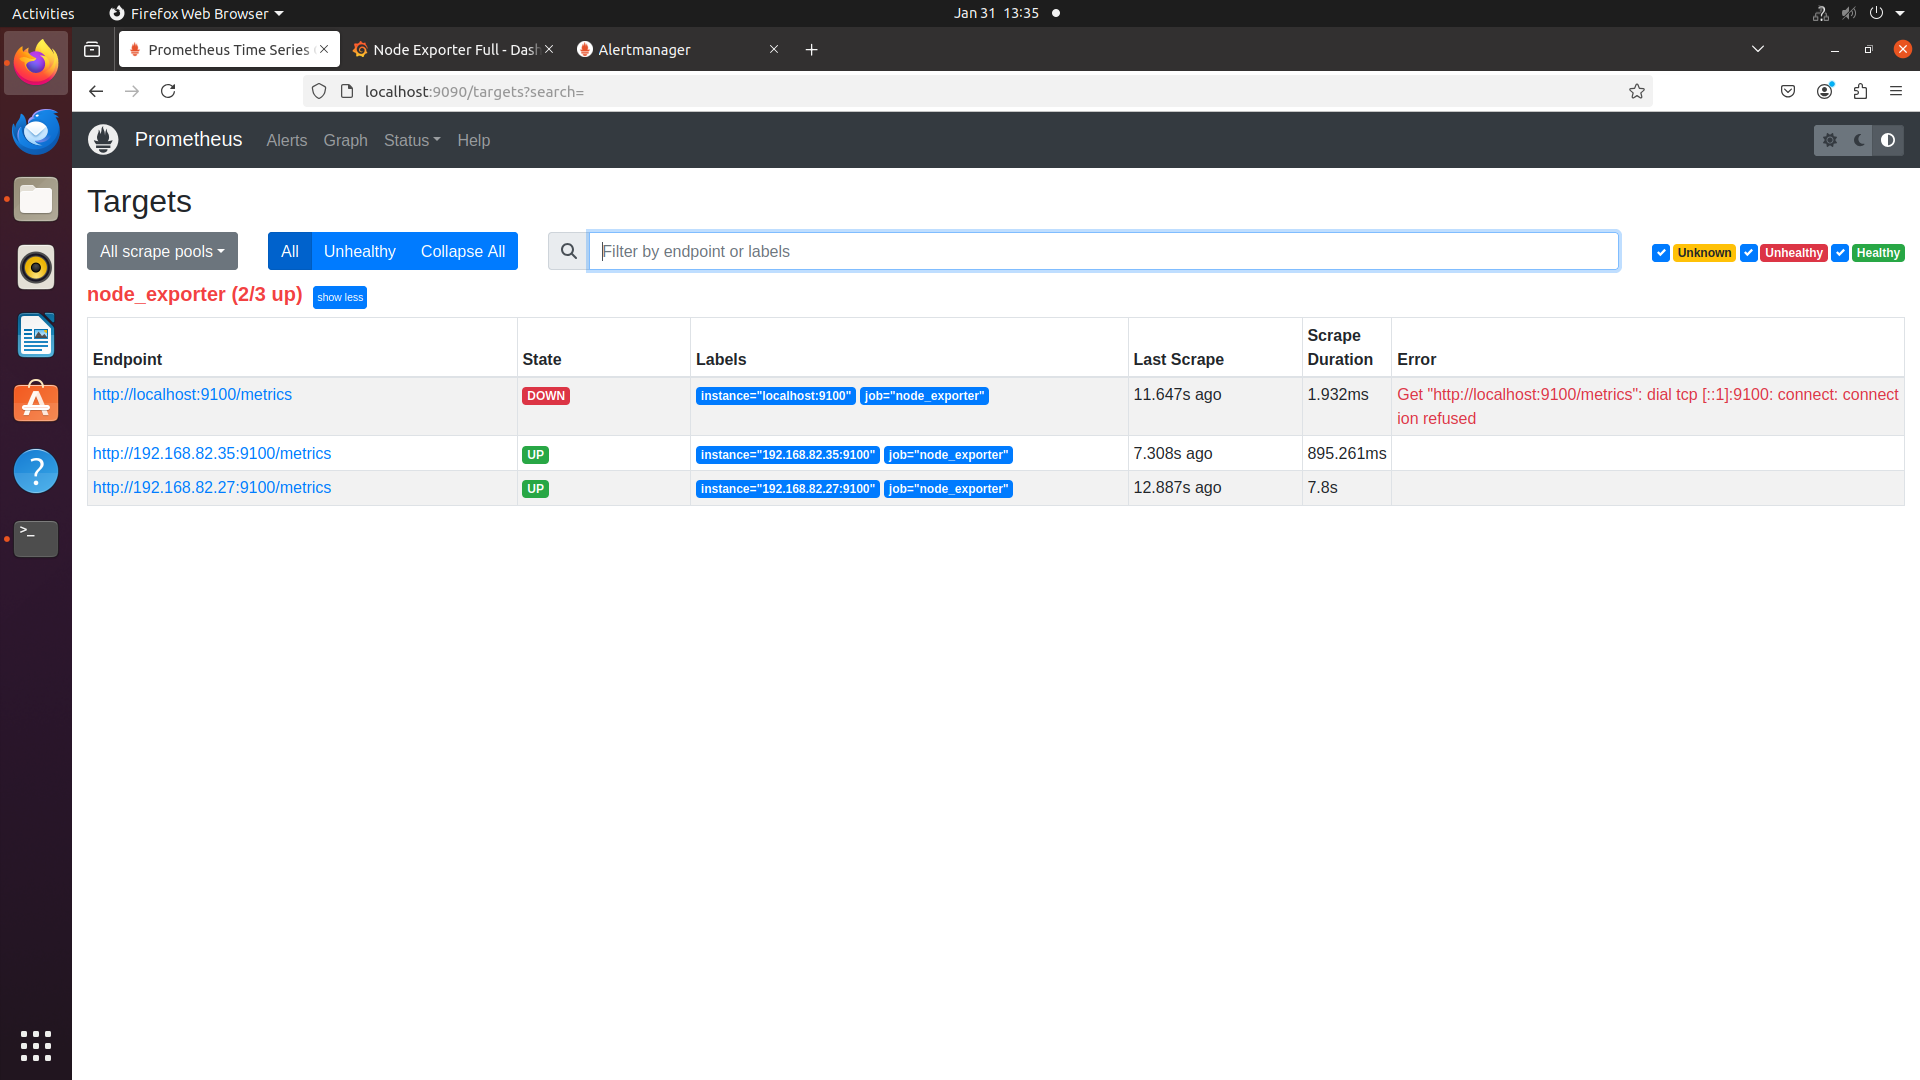 Activities
Firefox Web Browser
Jan 31 13:35
Prometheus Time Series
Node Exporter Full - Dash
Alertmanager
localhost:9090/targets?search=
Prometheus
Alerts
Graph
Status
Help
Targets
All scrape pools
All
Unhealthy
Collapse All
Filter by endpoint or labels
Unknown
Unhealthy
Healthy
node_exporter (2/3 up)
show less
Endpoint
State
Labels
Last Scrape
Scrape
Duration
Error
http://localhost:9100/metrics
DOWN
instance="localhost:9100"
job="node_exporter"
11.647s ago
1.932ms
Get "http://localhost:9100/metrics": dial tcp [::1]:9100: connect: connect
ion refused
http://192.168.82.35:9100/metrics
UP
instance="192.168.82.35:9100"
job="node_exporter"
7.308s ago
895.261ms
http://192.168.82.27:9100/metrics
UP
instance="192.168.82.27:9100"
job="node_exporter"
12.887s ago
7.8s